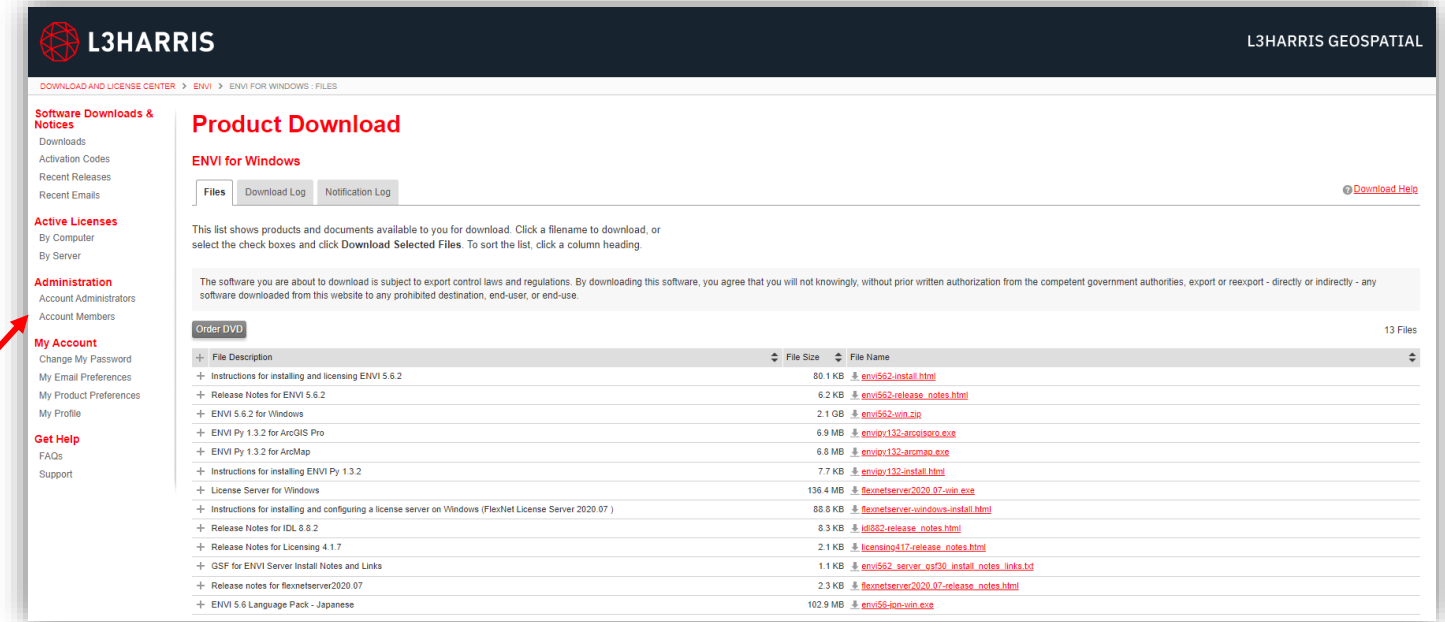 L3HARRIS
L3HARRIS GEOSPATIAL
DOWNLOAD AND LICENSE CENTER > ENVI > ENVI FOR WINDOWS : FILES
Software Downloads &
Notices
Downloads
Activation Codes
Recent Releases
Recent Emails
Active Licenses
By Computer
By Server
Administration
Account Administrators
Account Members
My Account
Change My Password
My Email Preferences
My Product Preferences
My Profile
Get Help
FAQs
Support
Product Download
ENVI for Windows
Files Download Log Notification Log
Download Help
This list shows products and documents available to you for download. Click a filename to download, or
select the check boxes and click Download Selected Files. To sort the list, click a column heading.
The software you are about to download is subject to export control laws and regulations. By downloading this software, you agree that you will not knowingly, without prior written authorization from the competent government authorities, export or reexport - directly or indirectly - any
software downloaded from this website to any prohibited destination, end-user, or end-use.
Order DVD
13 Files
+ File Description File Size File Name
+ Instructions for installing and licensing ENVI 5.6.2 80.1 KB envi562-install.html
+ Release Notes for ENVI 5.6.2 6.2 KB envi562-release_notes.html
+ ENVI 5.6.2 for Windows 2.1 GB envi562-win.zip
+ ENVI Py 1.3.2 for ArcGIS Pro 6.9 MB envipy132-arcgispro.exe
+ ENVI Py 1.3.2 for ArcMap 6.8 MB envipy132-arcmap.exe
+ Instructions for installing ENVI Py 1.3.2 7.7 KB envipy132-install.html
+ License Server for Windows 136.4 MB flexnetserver2020.07-win.exe
+ Instructions for installing and configuring a license server on Windows (FlexNet License Server 2020.07 ) 88.8 KB flexnetserver-windows-install.html
+ Release Notes for IDL 8.8.2 8.3 KB idl882-release_notes.html
+ Release Notes for Licensing 4.1.7 2.1 KB licensing417-release_notes.html
+ GSF for ENVI Server Install Notes and Links 1.1 KB envi562_server_gsf30_install_notes_links.txt
+ Release notes for flexnetserver2020.07 2.3 KB flexnetserver2020.07-release_notes.html
+ ENVI 5.6 Language Pack - Japanese 102.9 MB envi56-jpn-win.exe